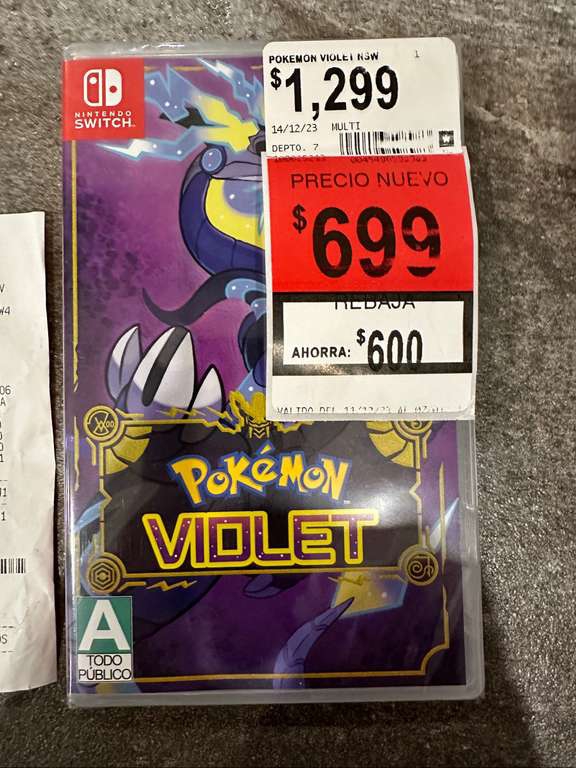 NINTENDO
SWITCH
POKEMON VIOLET NSW 1
$1,299
14/12/23 MULTI
DEPTO. 7
PRECIO NUEVO
$699
REBAJA
AHORRA: $600
POKéMON
VIOLET
A
TODO
PÚBLICO